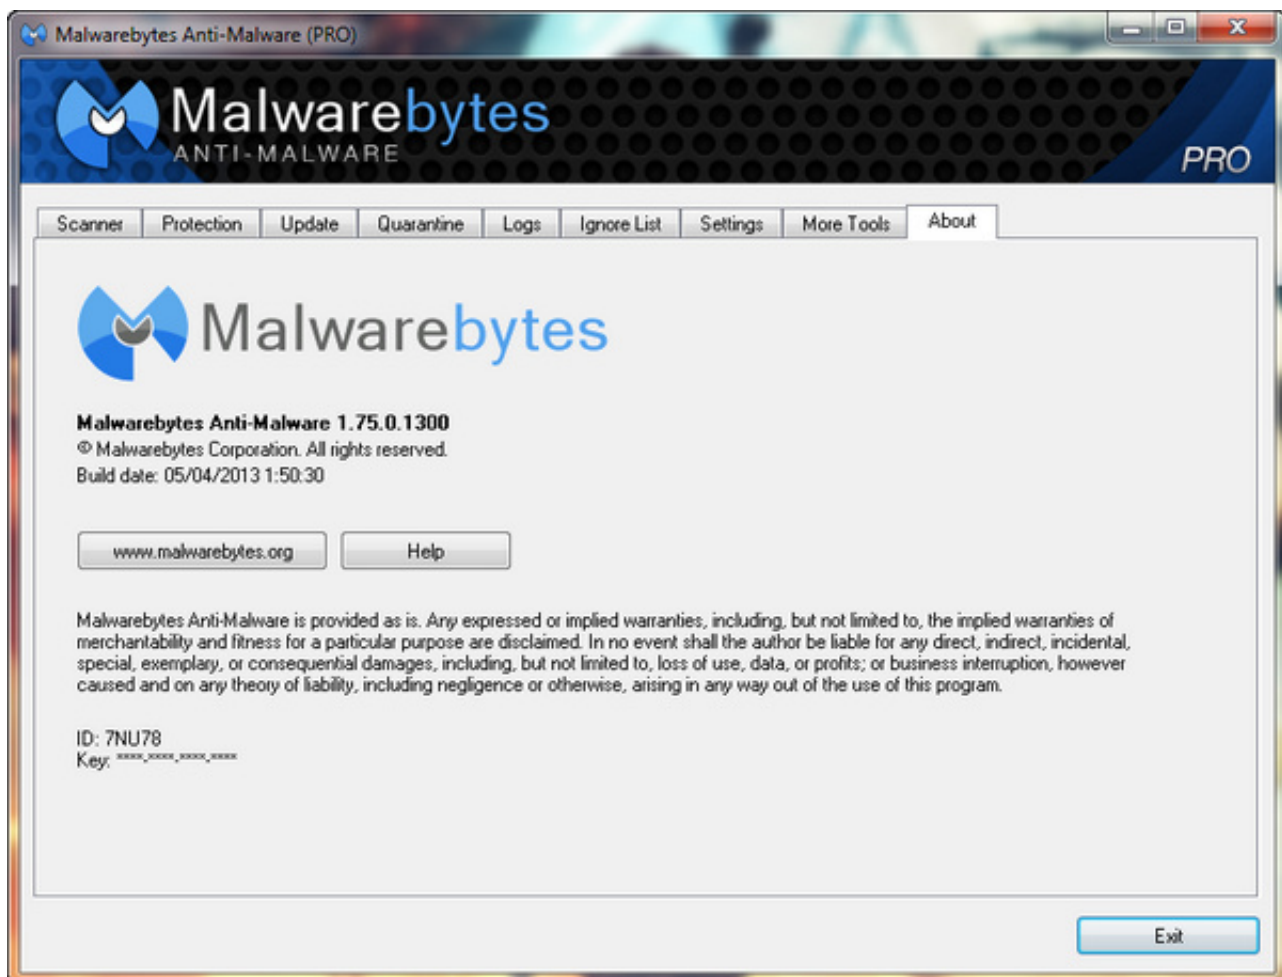 Malwarebytes Anti-Malware (PRO)
Malwarebytes
ANTI-MALWARE
PRO
Scanner Protection Update Quarantine Logs Ignore List Settings More Tools About
Malwarebytes
Malwarebytes Anti-Malware 1.75.0.1300
© Malwarebytes Corporation. All rights reserved.
Build date: 05/04/2013 1:50:30
www.malwarebytes.org Help
Malwarebytes Anti-Malware is provided as is. Any expressed or implied warranties, including, but not limited to, the implied warranties of
merchantability and fitness for a particular purpose are disclaimed. In no event shall the author be liable for any direct, indirect, incidental,
special, exemplary, or consequential damages, including, but not limited to, loss of use, data, or profits; or business interruption, however
caused and on any theory of liability, including negligence or otherwise, arising in any way out of the use of this program.
ID: 7NU78
Key: ****-****-****-****
Exit